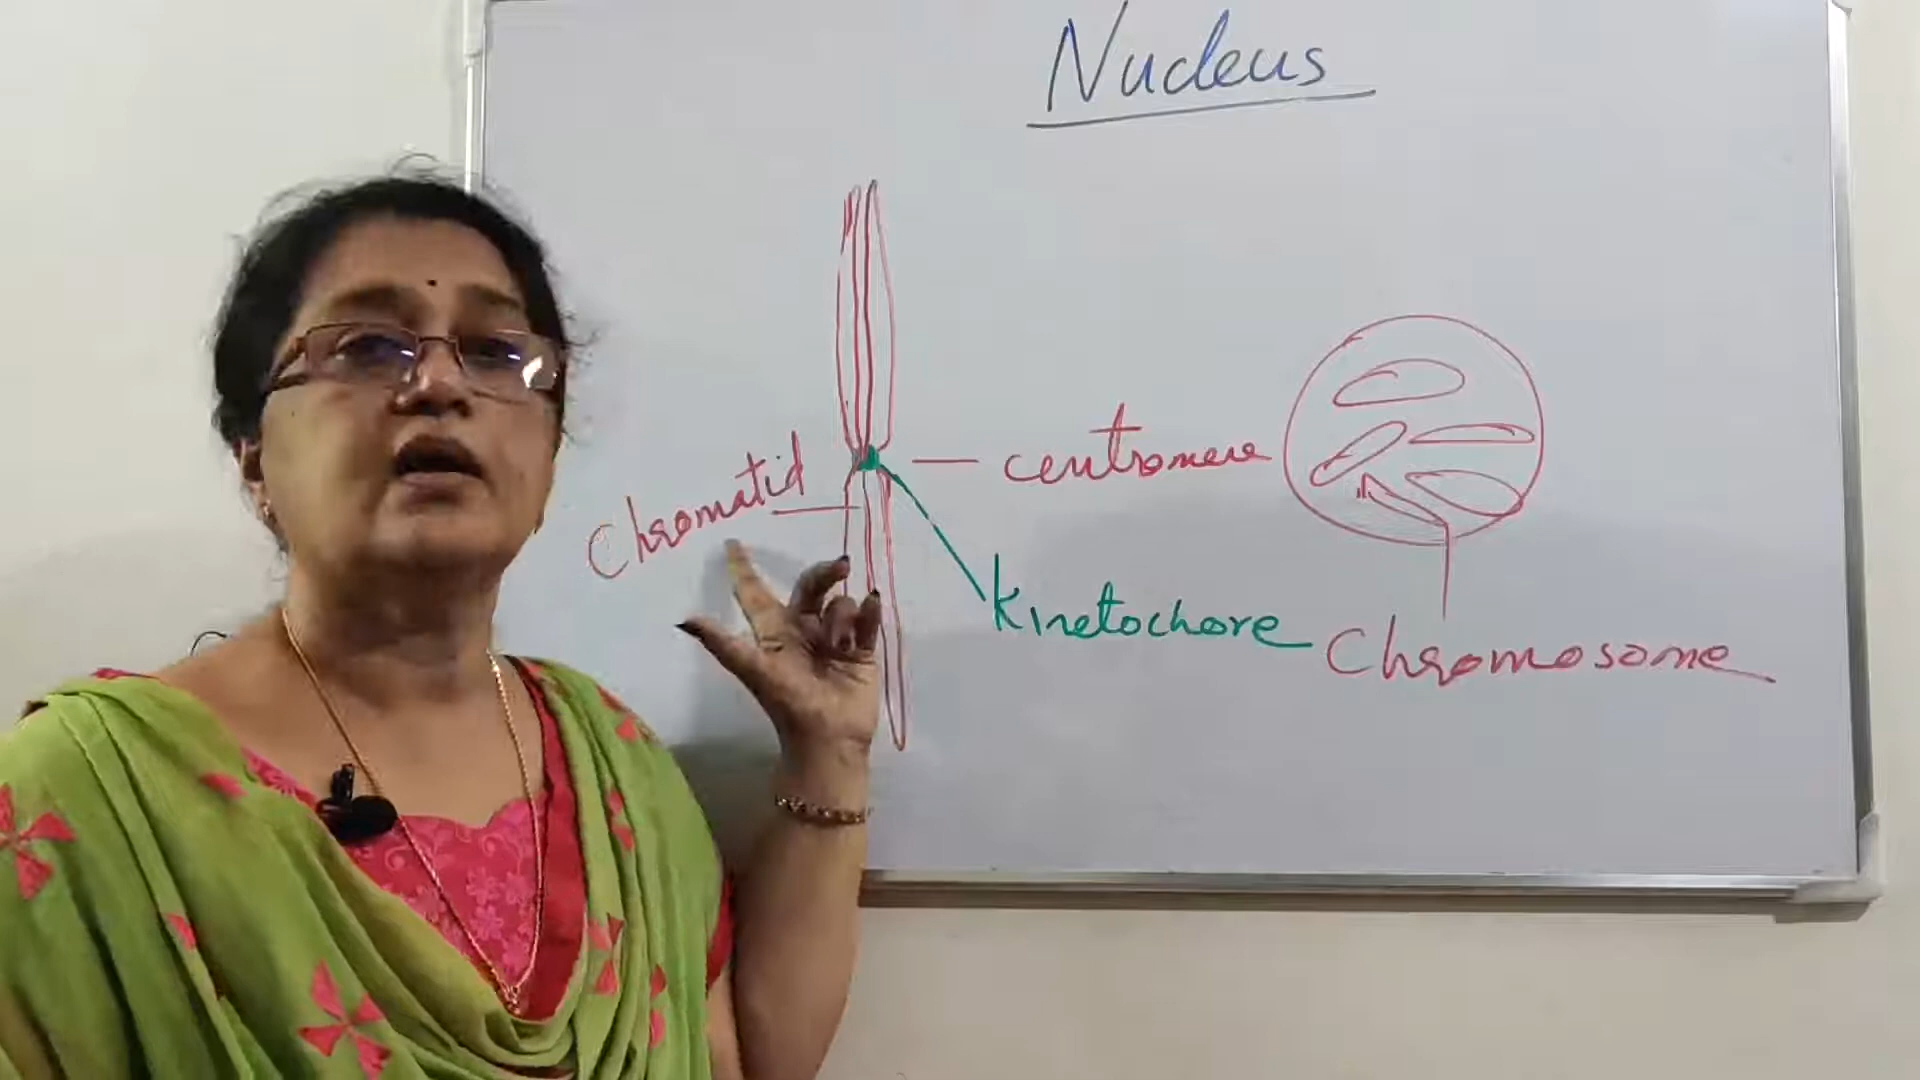 Nucleus
Chromatid
centromere
Kinetochore
Chromosome